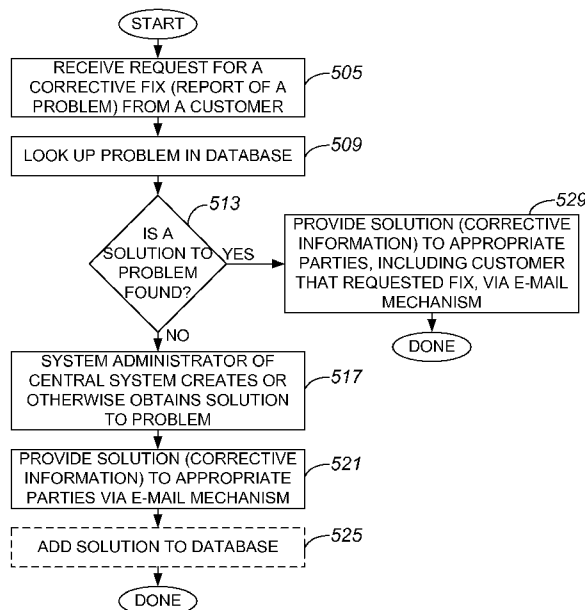 START
RECEIVE REQUEST FOR A
CORRECTIVE FIX (REPORT OF A
PROBLEM) FROM A CUSTOMER
505
LOOK UP PROBLEM IN DATABASE
509
513
IS A
SOLUTION TO
PROBLEM
FOUND?
YES
529
PROVIDE SOLUTION (CORRECTIVE
INFORMATION) TO APPROPRIATE
PARTIES, INCLUDING CUSTOMER
THAT REQUESTED FIX, VIA E-MAIL
MECHANISM
DONE
NO
SYSTEM ADMINISTRATOR OF
CENTRAL SYSTEM CREATES OR
OTHERWISE OBTAINS SOLUTION
TO PROBLEM
517
PROVIDE SOLUTION (CORRECTIVE
INFORMATION) TO APPROPRIATE
PARTIES VIA E-MAIL MECHANISM
521
ADD SOLUTION TO DATABASE
525
DONE